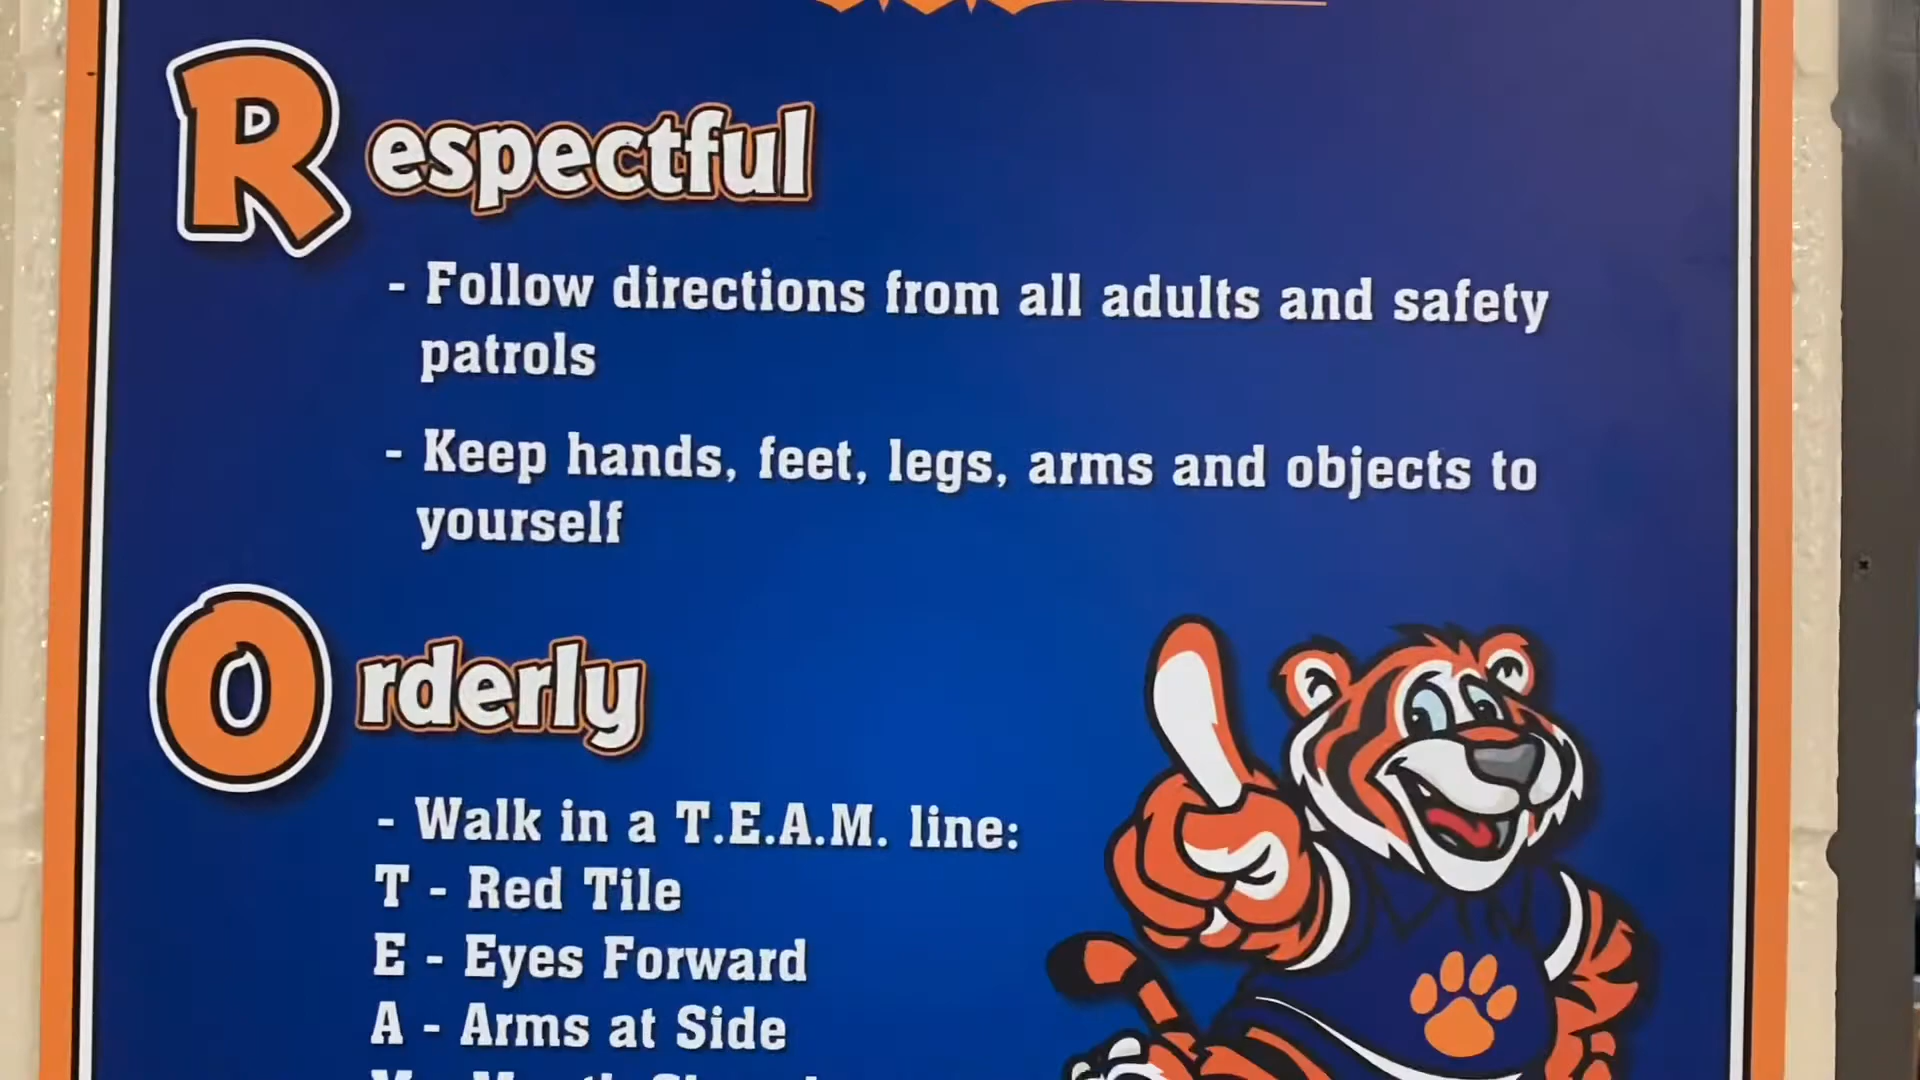 Respectful
- Follow directions from all adults and safety
patrols
- Keep hands, feet, legs, arms and objects to
yourself
Orderly
- Walk in a T.E.A.M. line:
T - Red Tile
E - Eyes Forward
A - Arms at Side